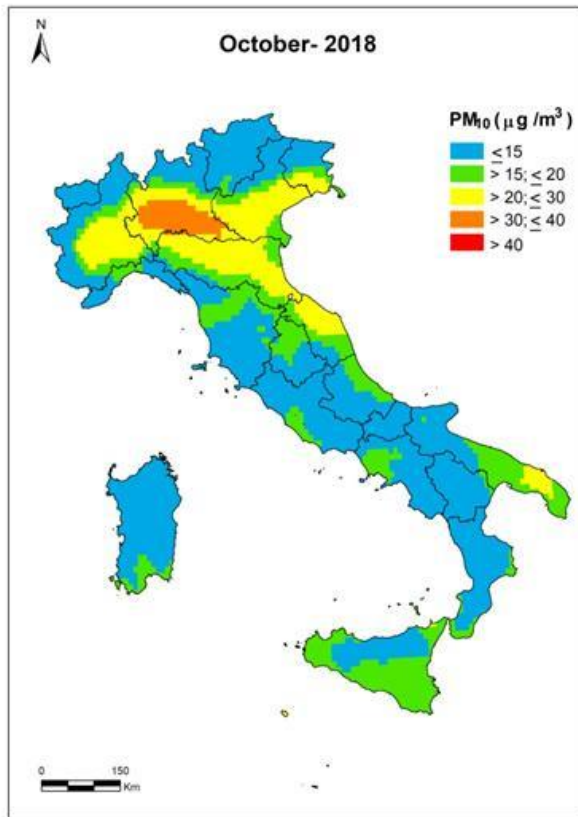 N
October- 2018
PM₁₀ ( μg /m³)
≤15
> 15; ≤ 20
> 20; ≤ 30
> 30; ≤ 40
> 40
0 150
Km